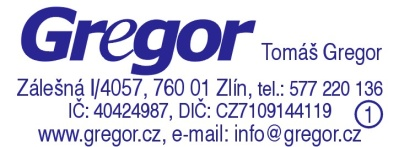 Gregor Tomáš Gregor
Zálešná I/4057, 760 01 Zlín, tel.: 577 220 136
IČ: 40424987, DIČ: CZ7109144119 1
www.gregor.cz, e-mail: info@gregor.cz